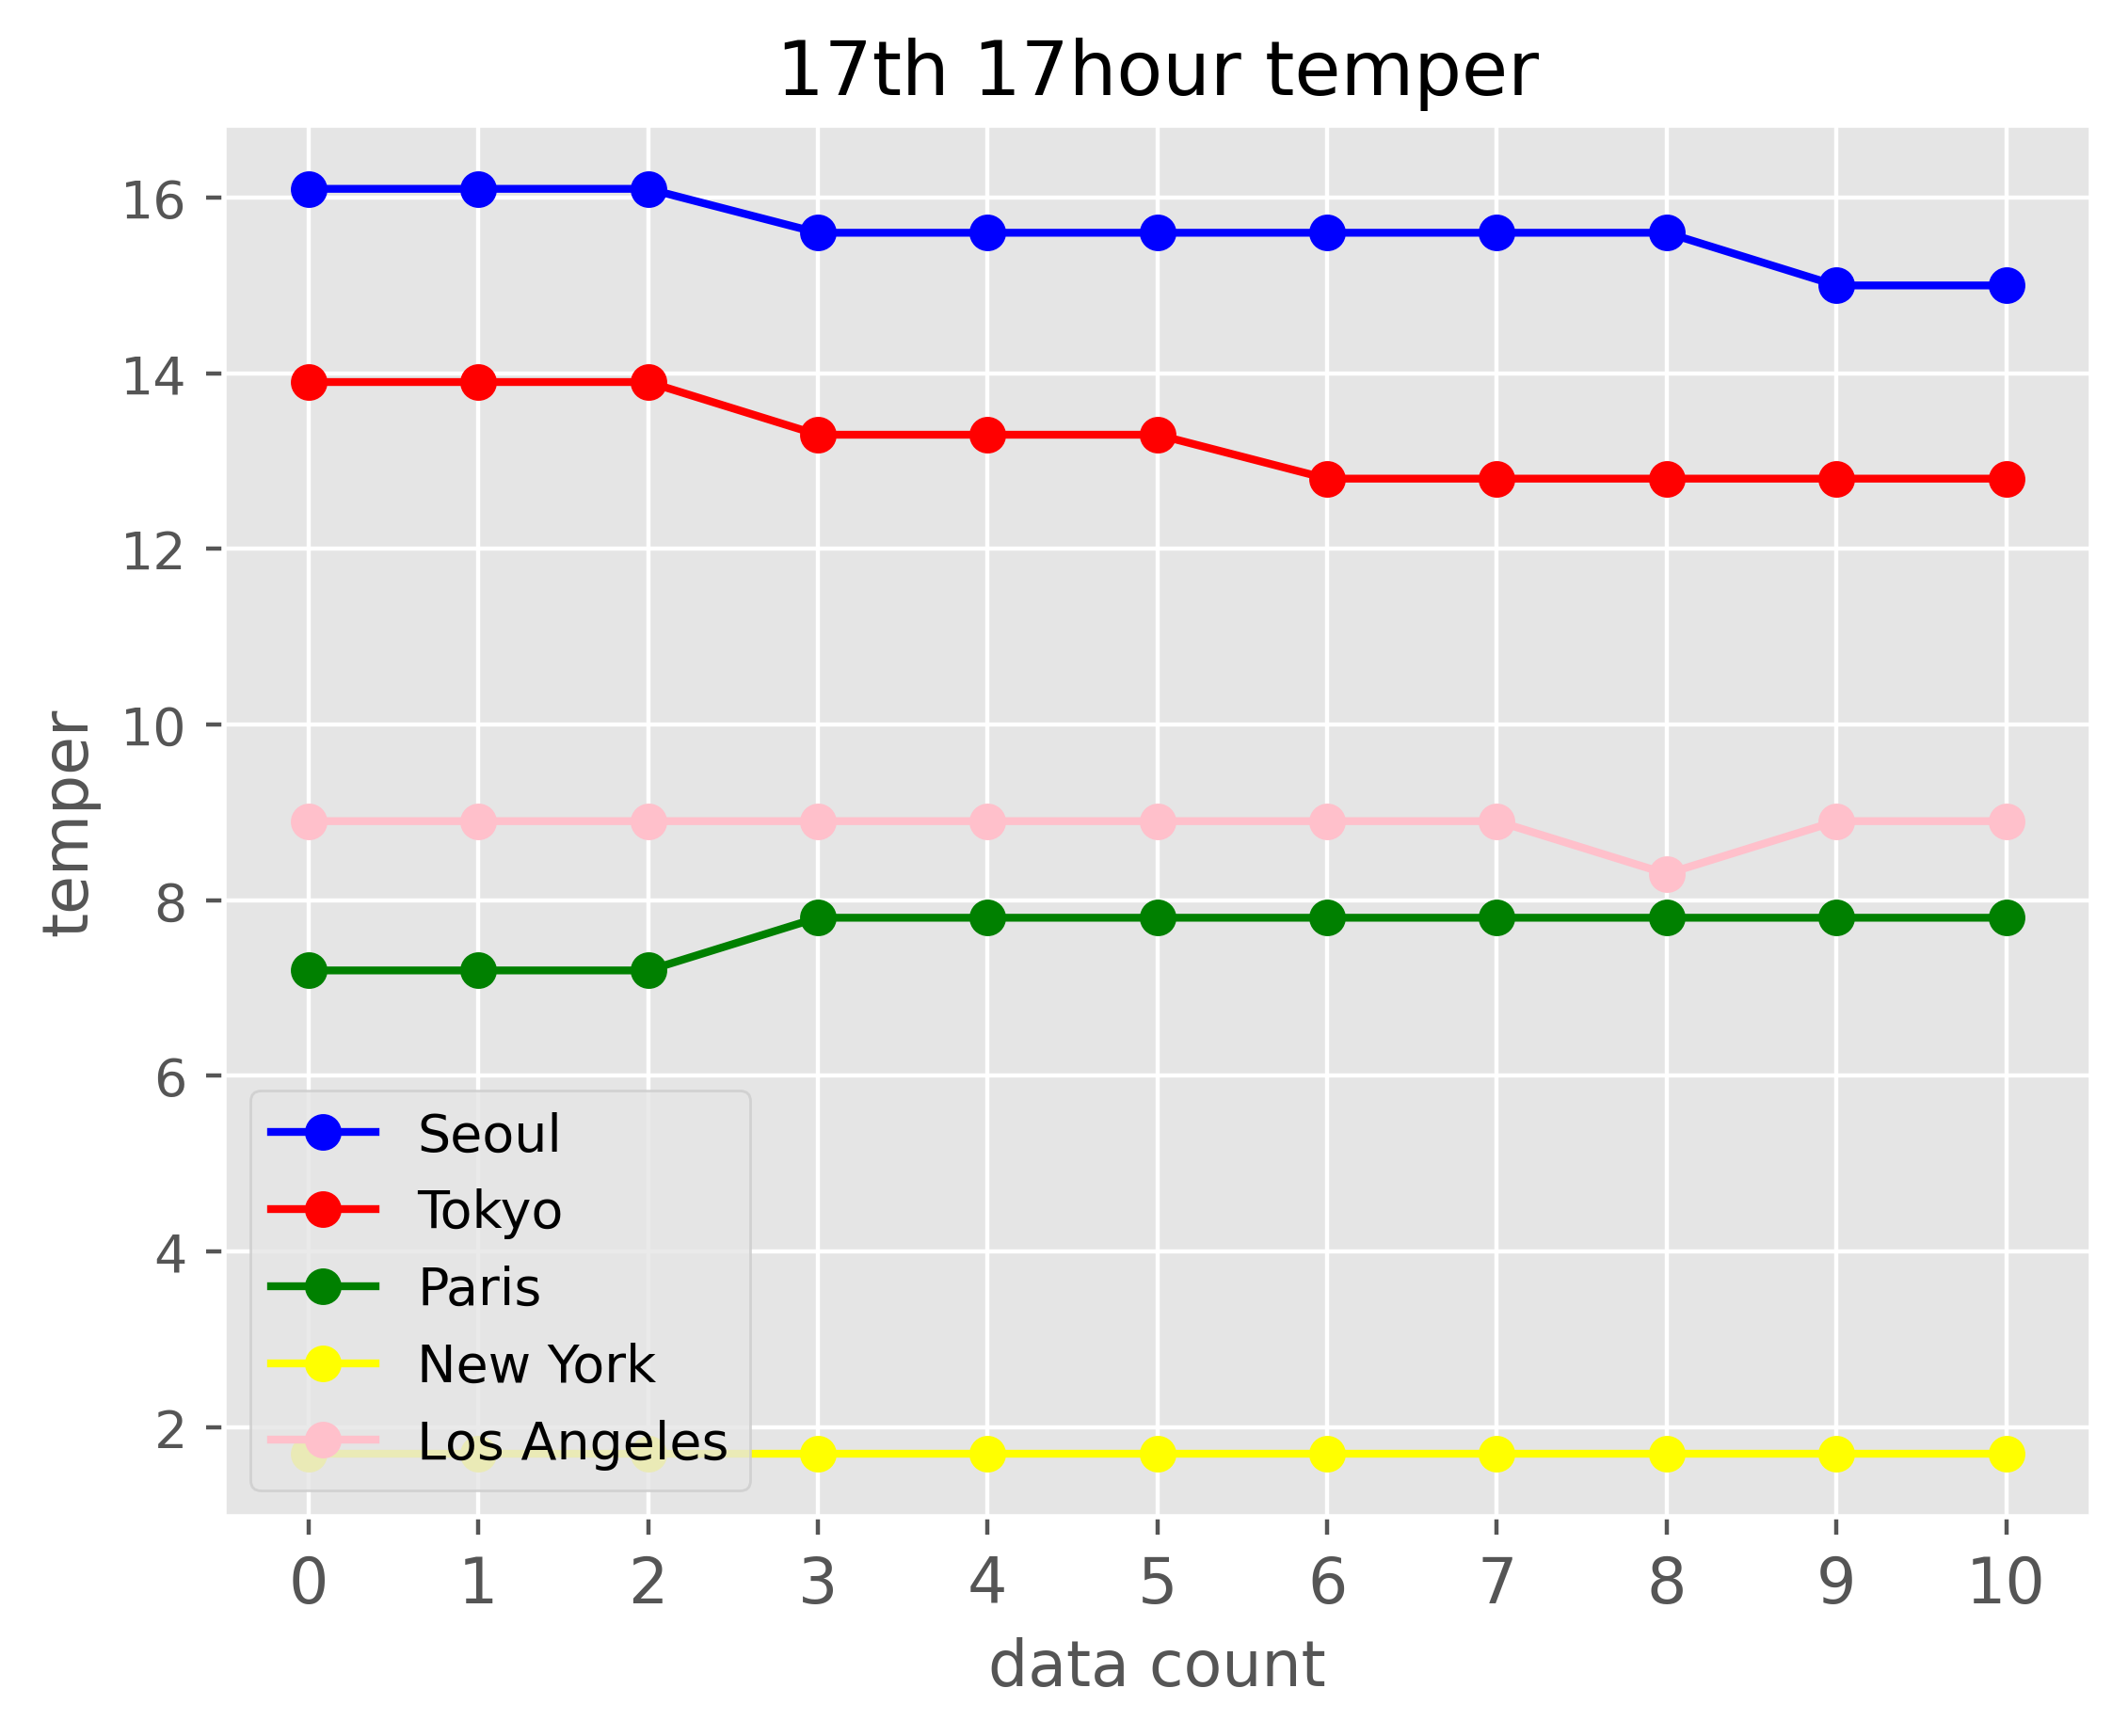 17th 17hour temper
temper
16
14
12
10
8
6
4
2
Seoul
Tokyo
Paris
New York
Los Angeles
0 1 2 3 4 5 6 7 8 9 10
data count